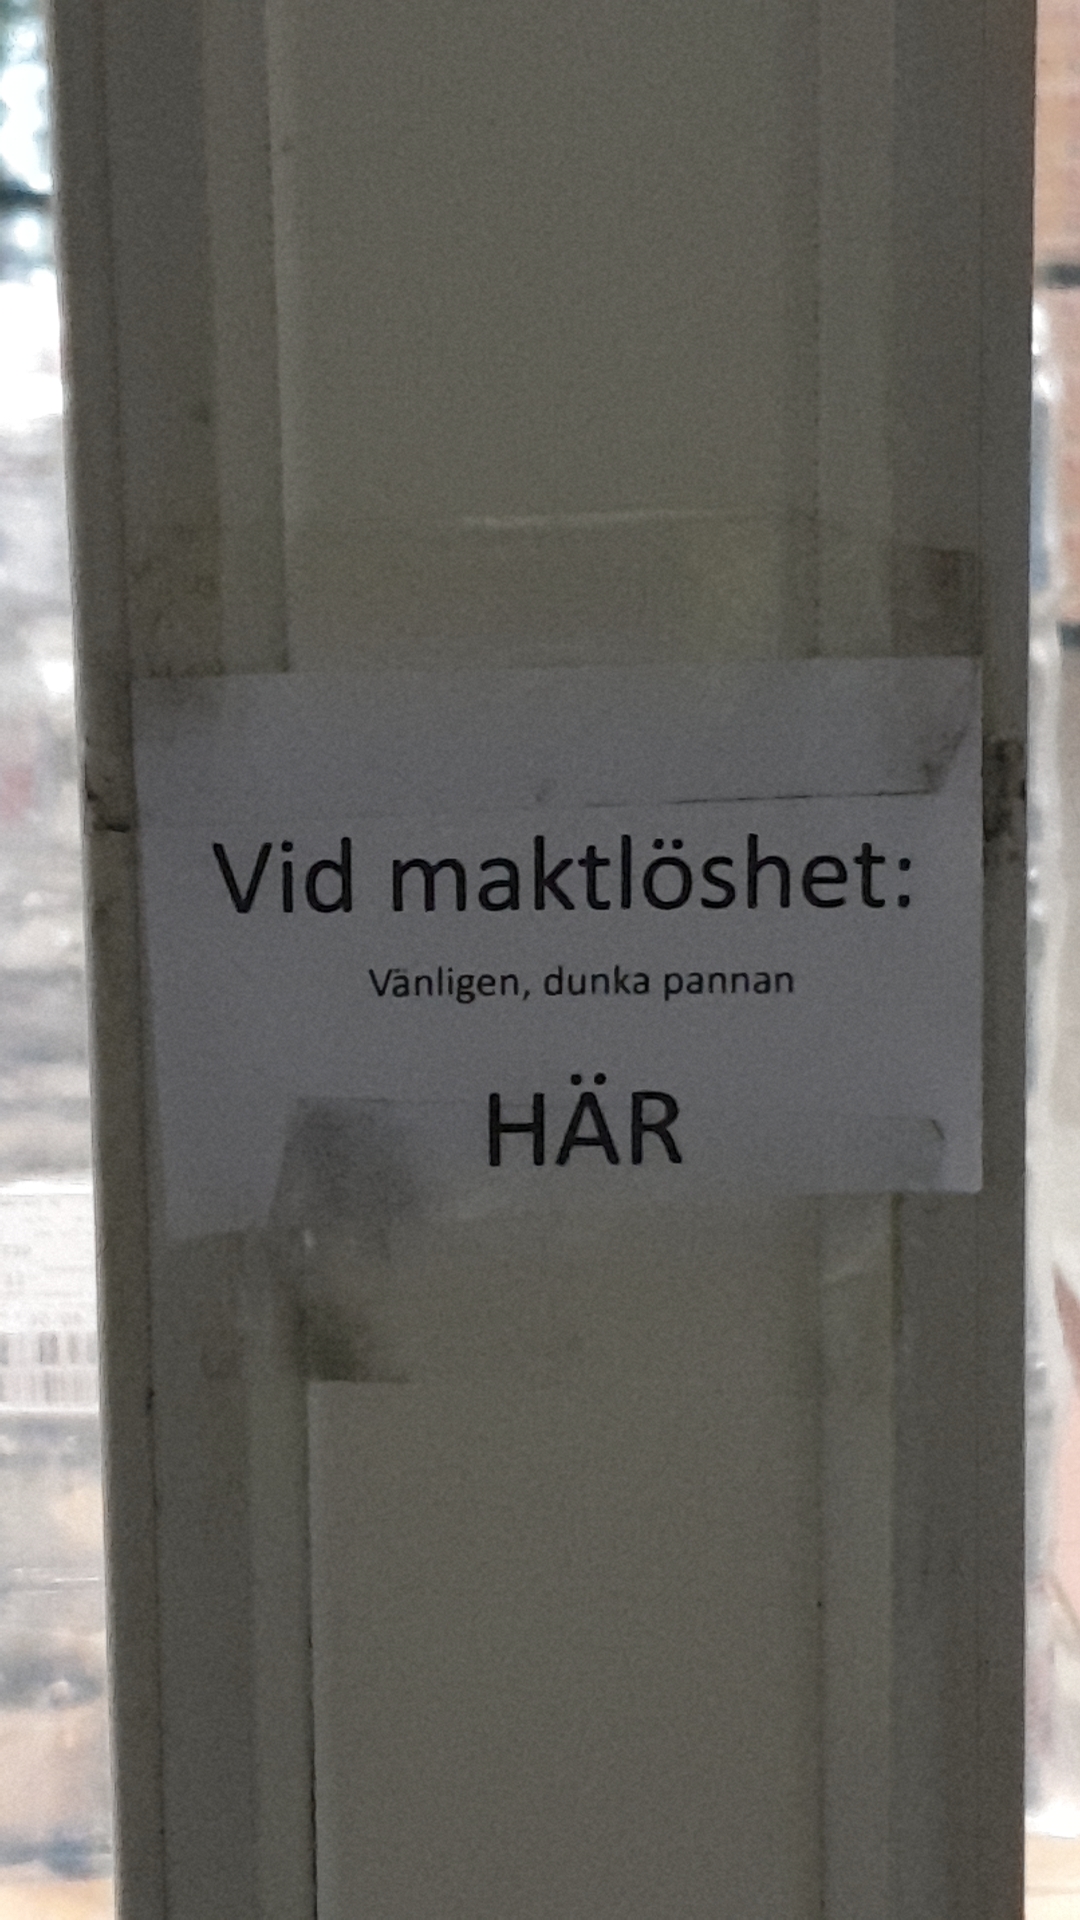 Vid maktlöshet:
Vänligen, dunka pannan
HÄR